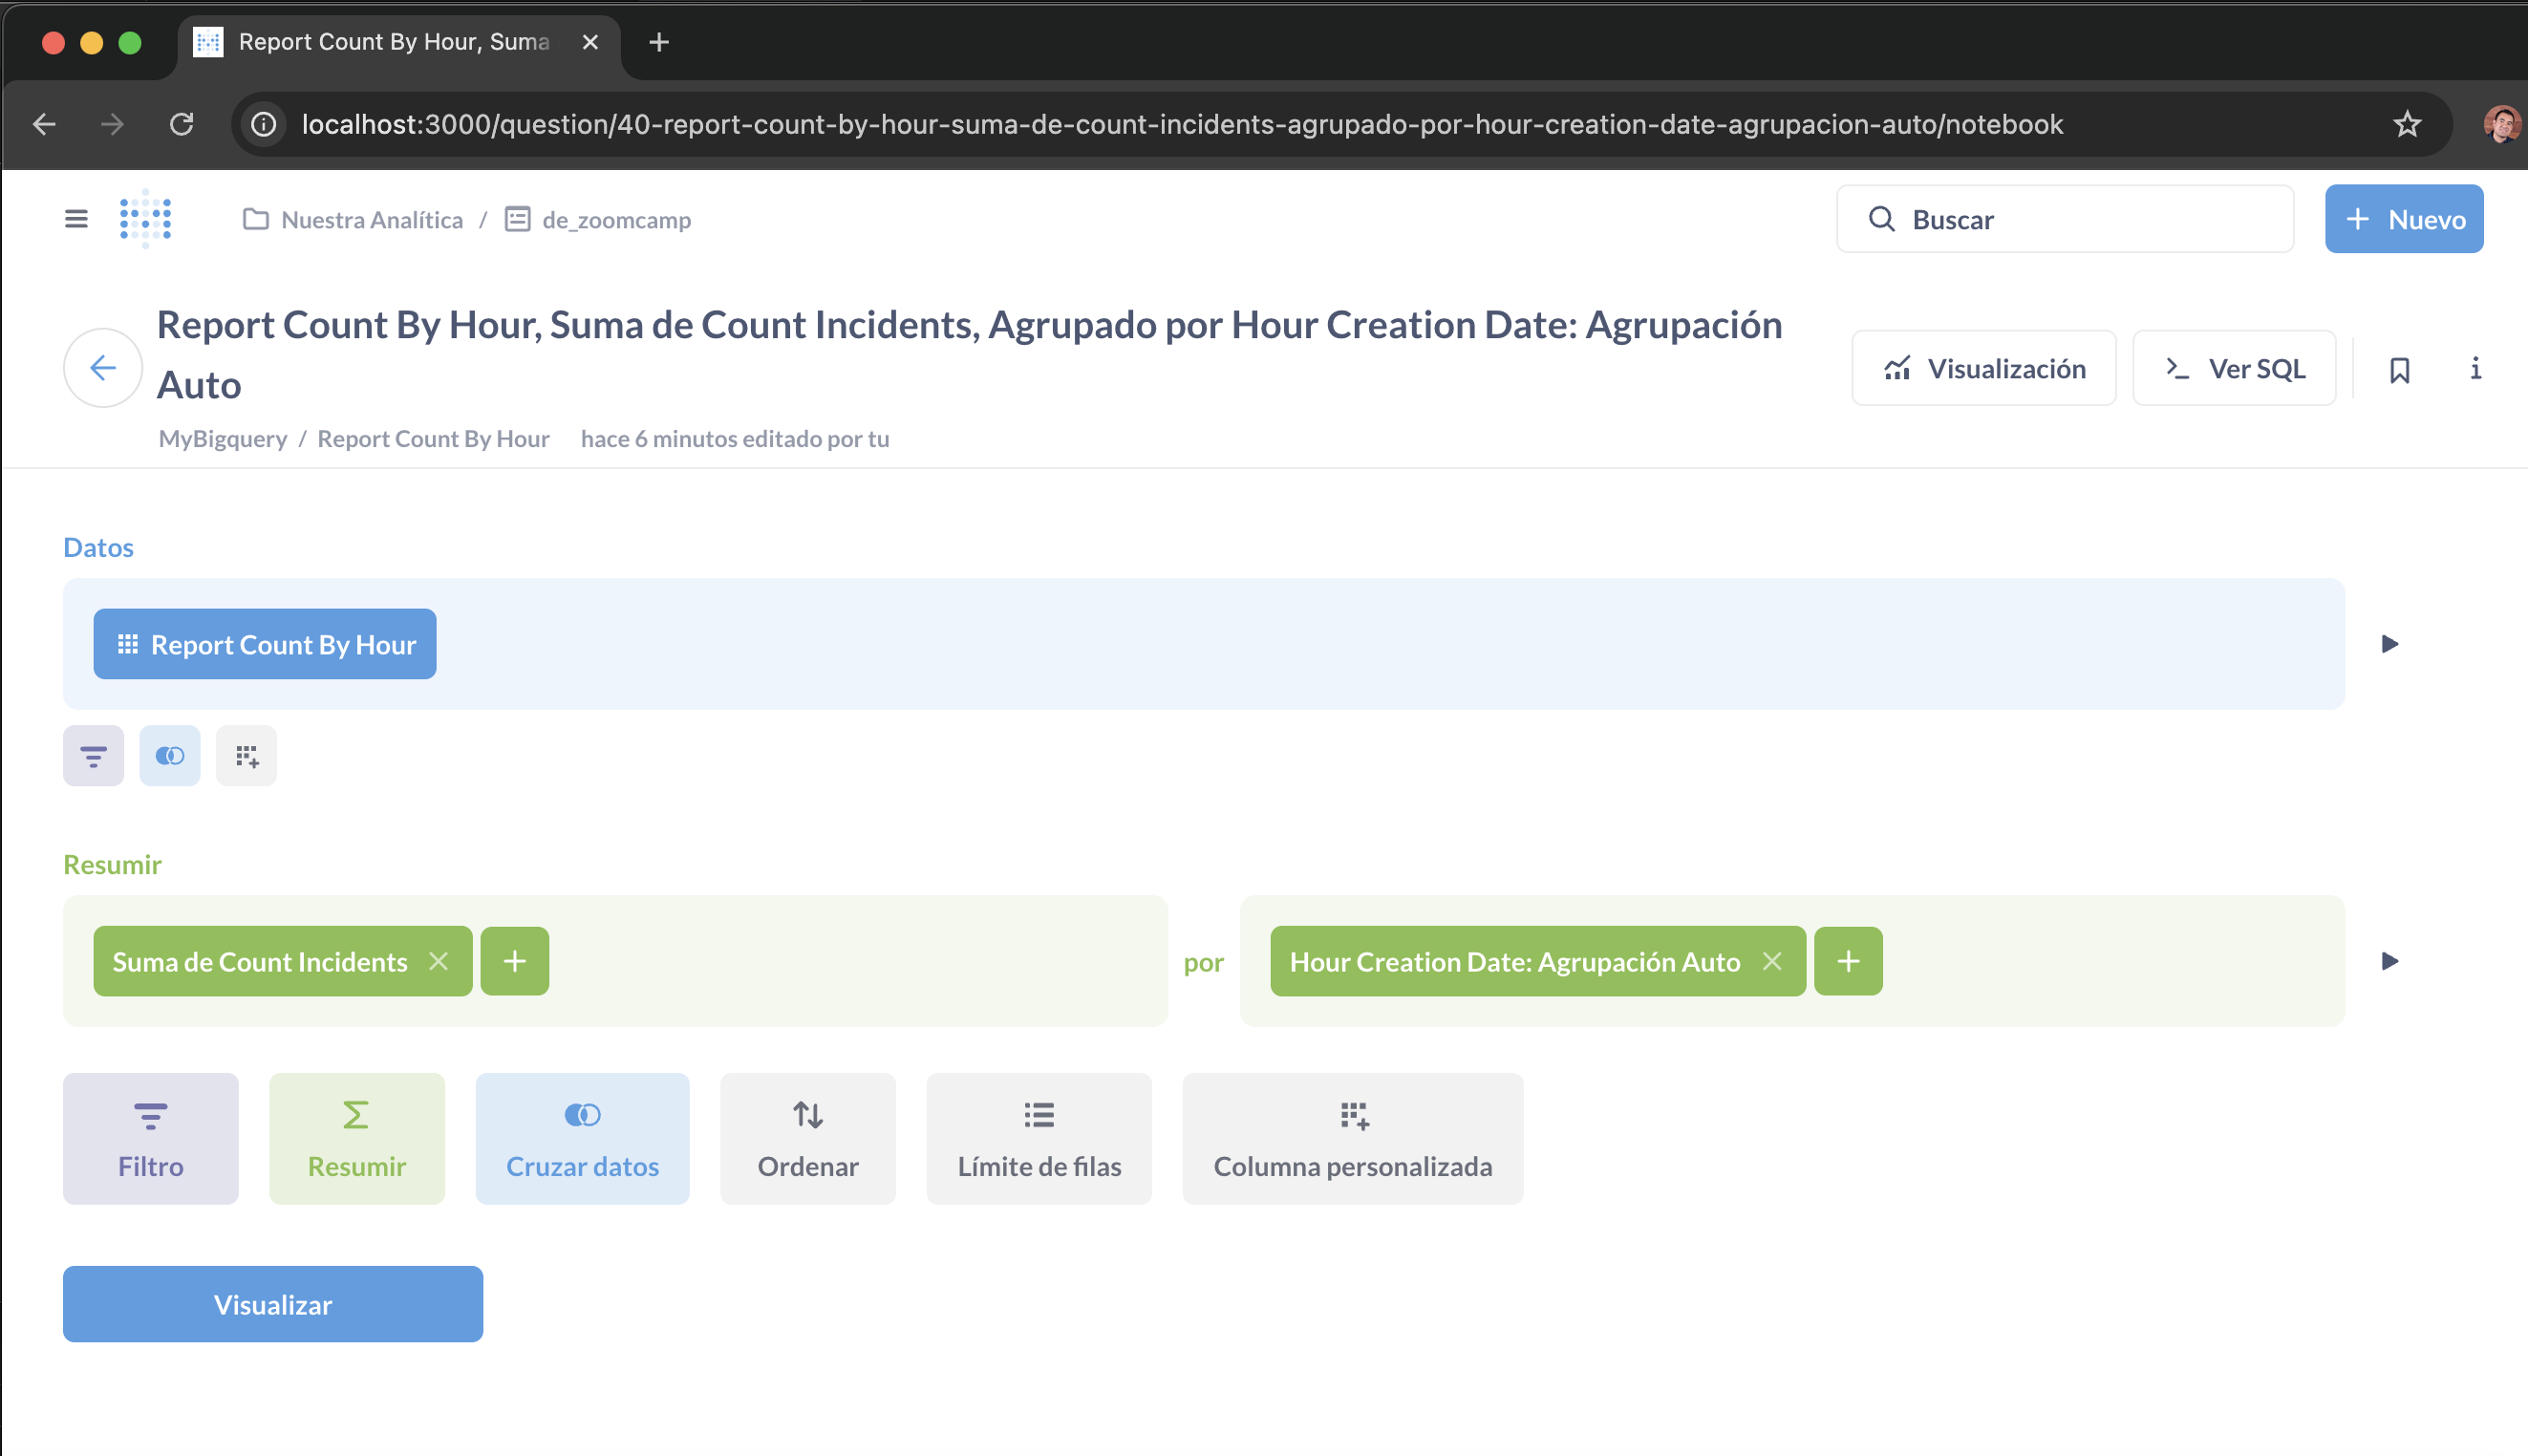 Report Count By Hour, Suma
localhost:3000/question/40-report-count-by-hour-suma-de-count-incidents-agrupado-por-hour-creation-date-agrupacion-auto/notebook
Nuestra Analítica / de_zoomcamp
Buscar
+ Nuevo
Report Count By Hour, Suma de Count Incidents, Agrupado por Hour Creation Date: Agrupación
Auto
Visualización
Ver SQL
MyBigquery / Report Count By Hour hace 6 minutos editado por tu
Datos
Report Count By Hour
Resumir
Suma de Count Incidents
por
Hour Creation Date: Agrupación Auto
Filtro
Resumir
Cruzar datos
Ordenar
Límite de filas
Columna personalizada
Visualizar